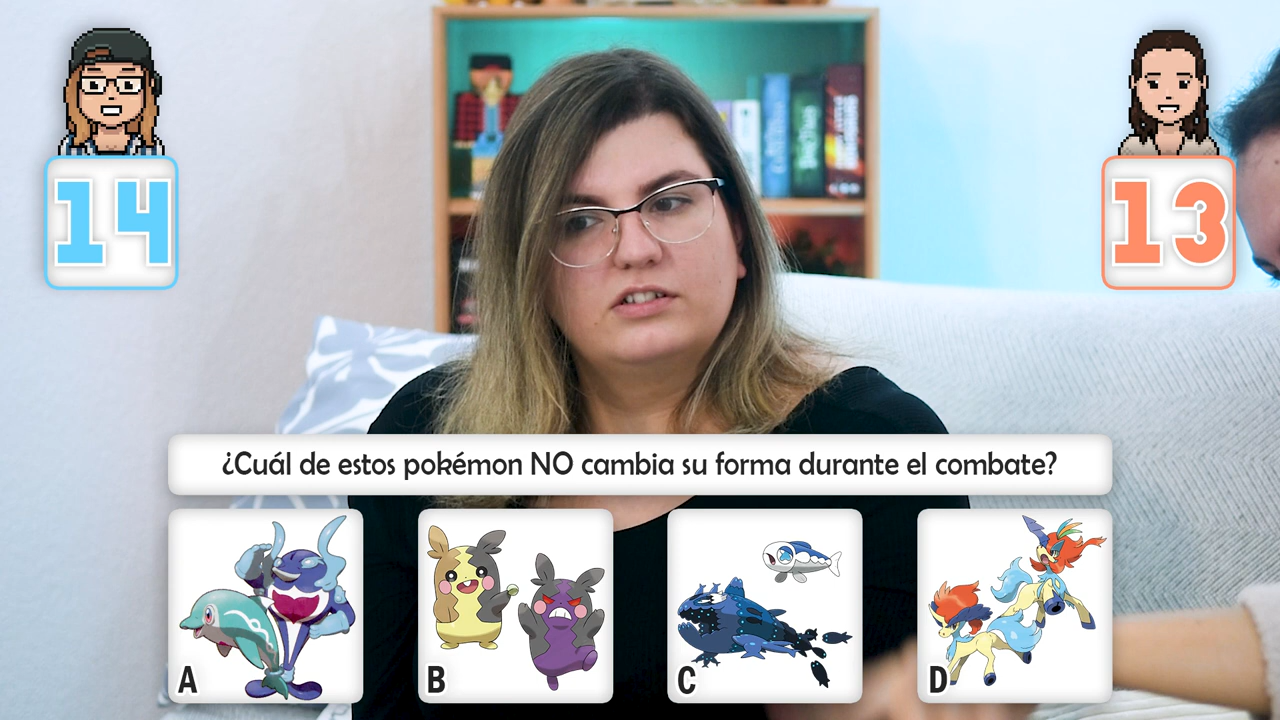 14
13
¿Cuál de estos pokémon NO cambia su forma durante el combate?
A
B
C
D